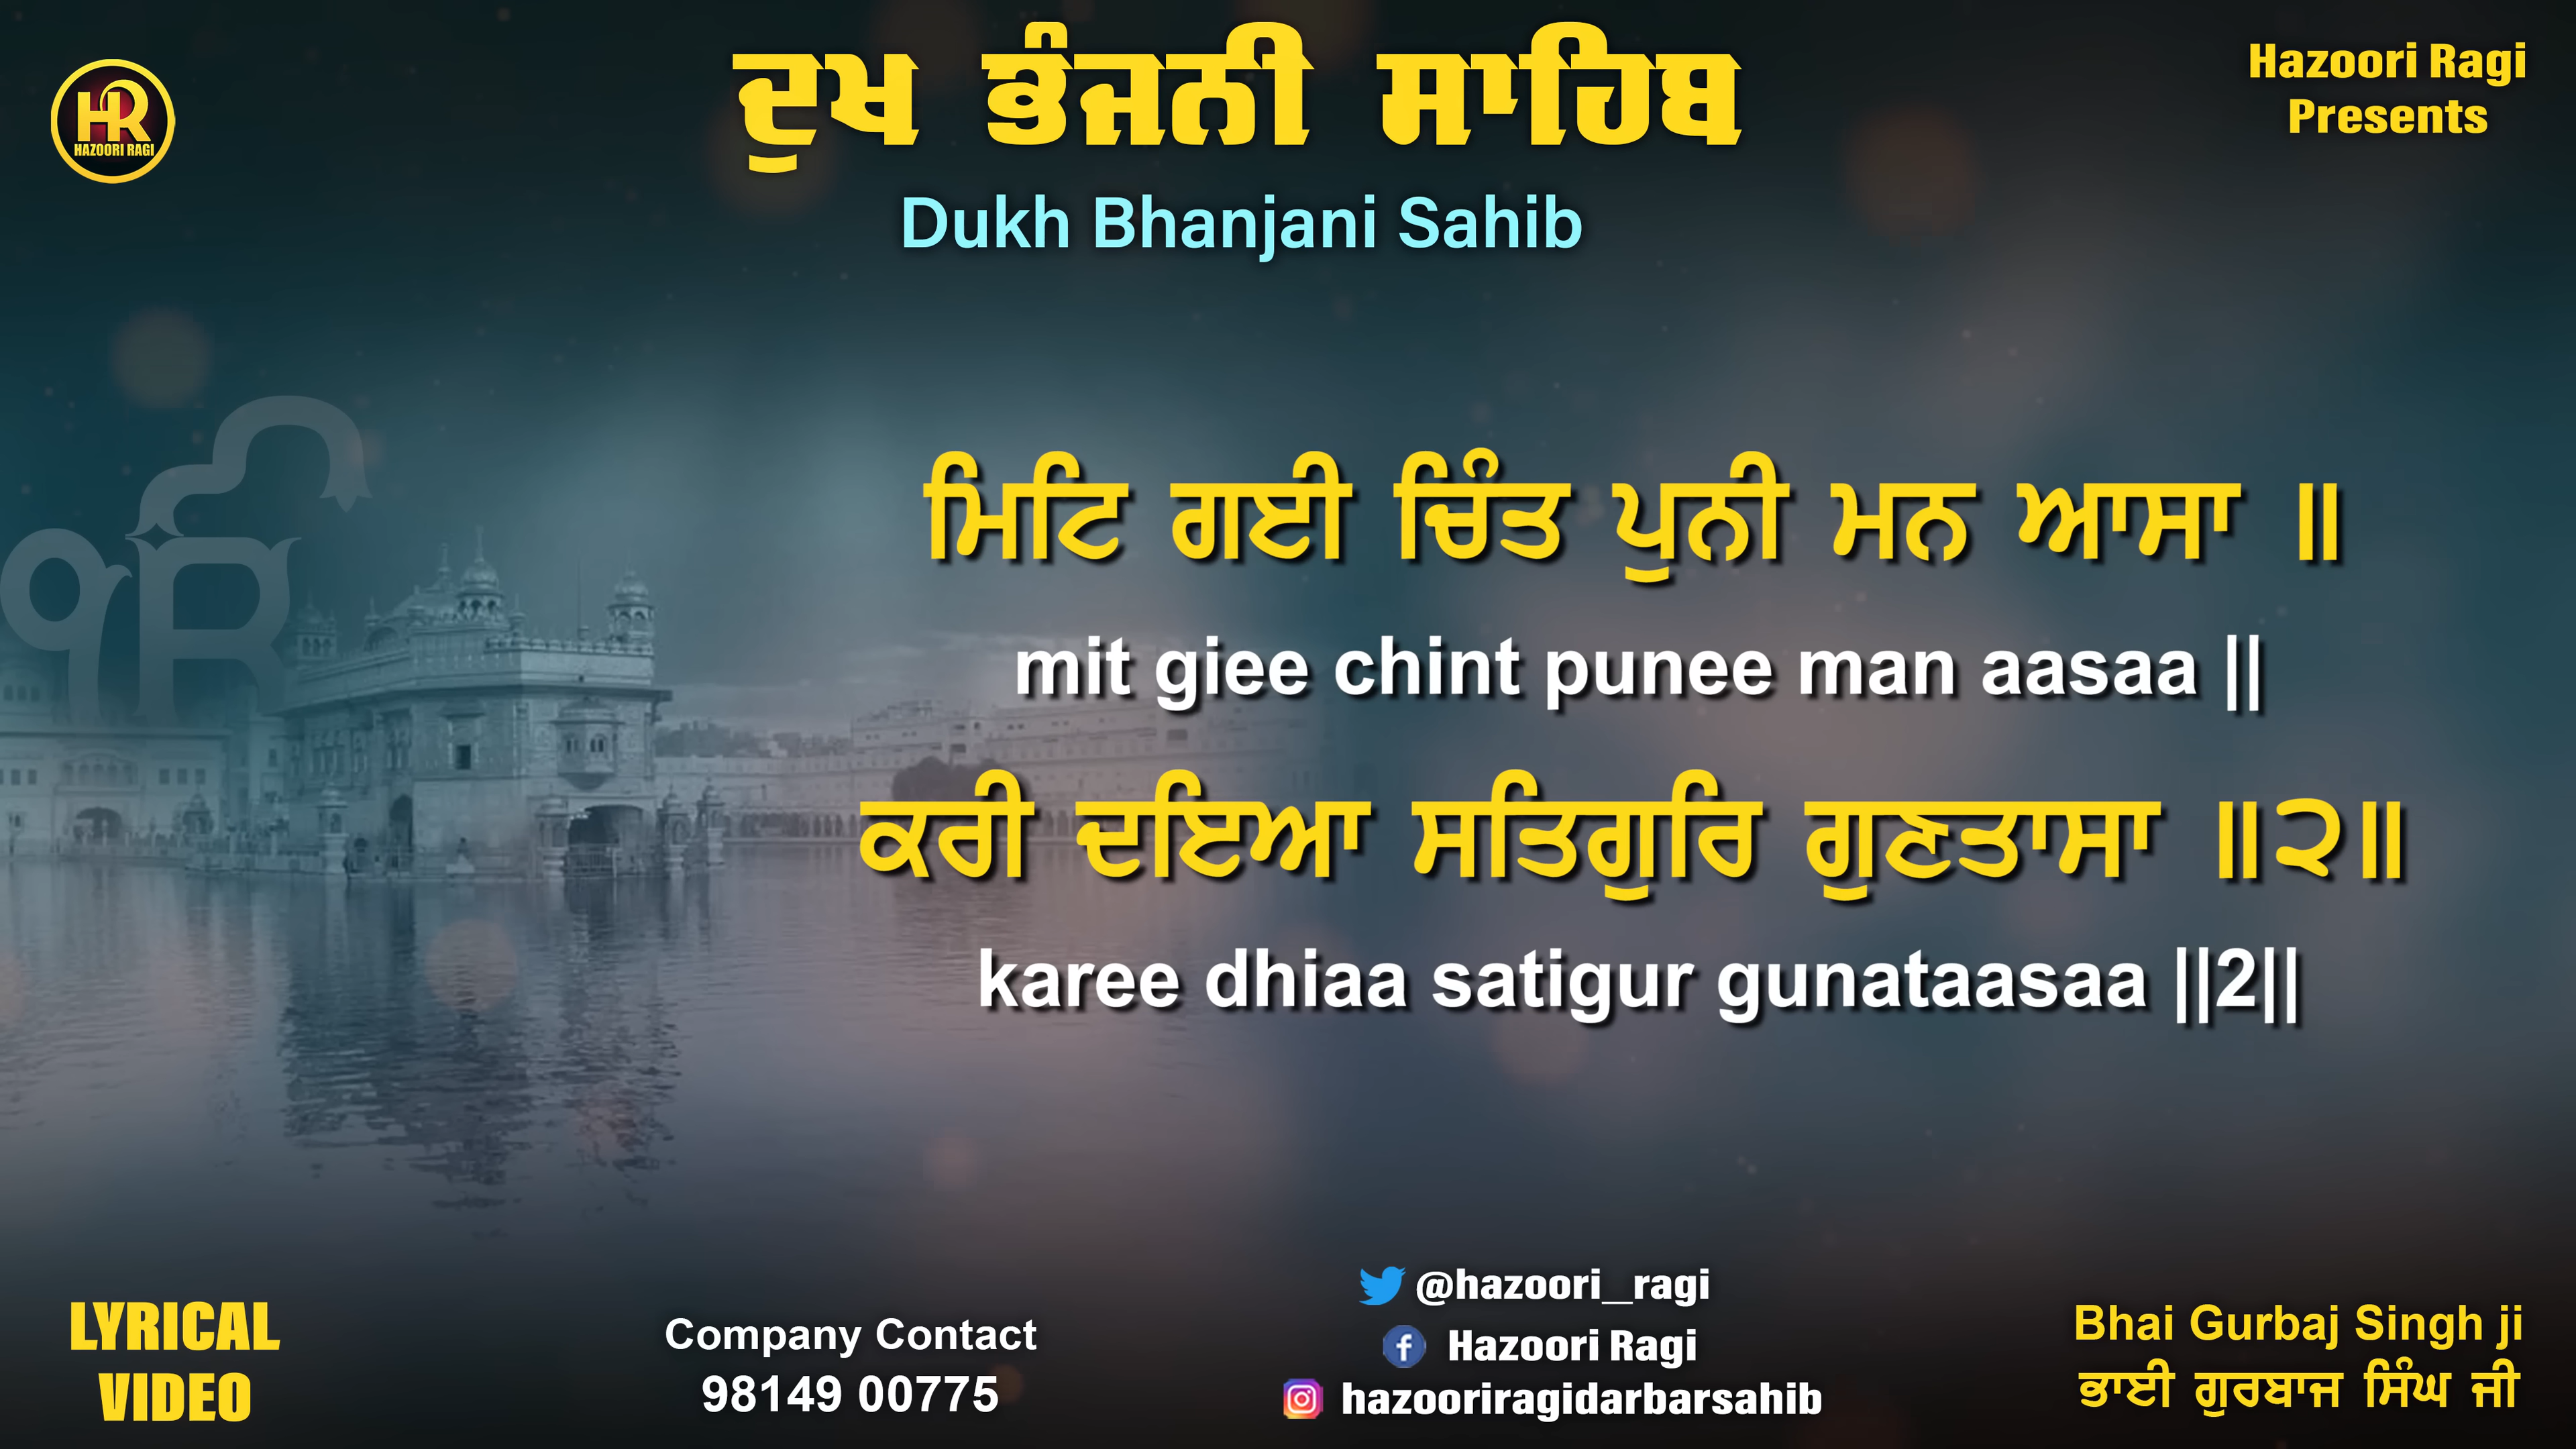 HR
HAZOORI RAGI
ਦੁਖ ਭੰਜਨੀ ਸਾਹਿਬ
Dukh Bhanjani Sahib
Hazoori Ragi
Presents
ੴ
ਮਿਟਿ ਗਈ ਚਿੰਤ ਪੁਨੀ ਮਨ ਆਸਾ ॥
mit giee chint punee man aasaa ||
ਕਰੀ ਦਇਆ ਸਤਿਗੁਰਿ ਗੁਣਤਾਸਾ ॥੨॥
karee dhiaa satigur gunataasaa ||2||
LYRICAL
VIDEO
Company Contact
98149 00775
@hazoori_ragi
Hazoori Ragi
hazooriragidarbarsahib
Bhai Gurbaj Singh ji
ਭਾਈ ਗੁਰਬਾਜ ਸਿੰਘ ਜੀ